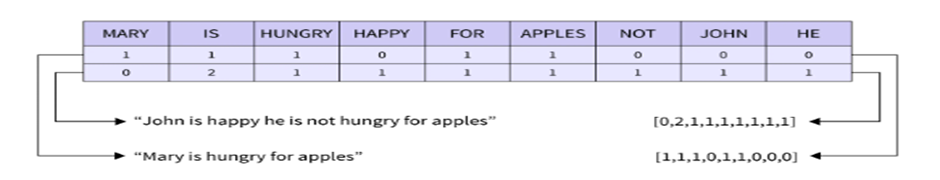 MARY IS HUNGRY HAPPY FOR APPLES NOT JOHN HE
1 1 1 0 1 1 0 0 0
0 2 1 1 1 1 1 1 1
“John is happy he is not hungry for apples” [0,2,1,1,1,1,1,1,1]
“Mary is hungry for apples” [1,1,1,0,1,1,0,0,0]